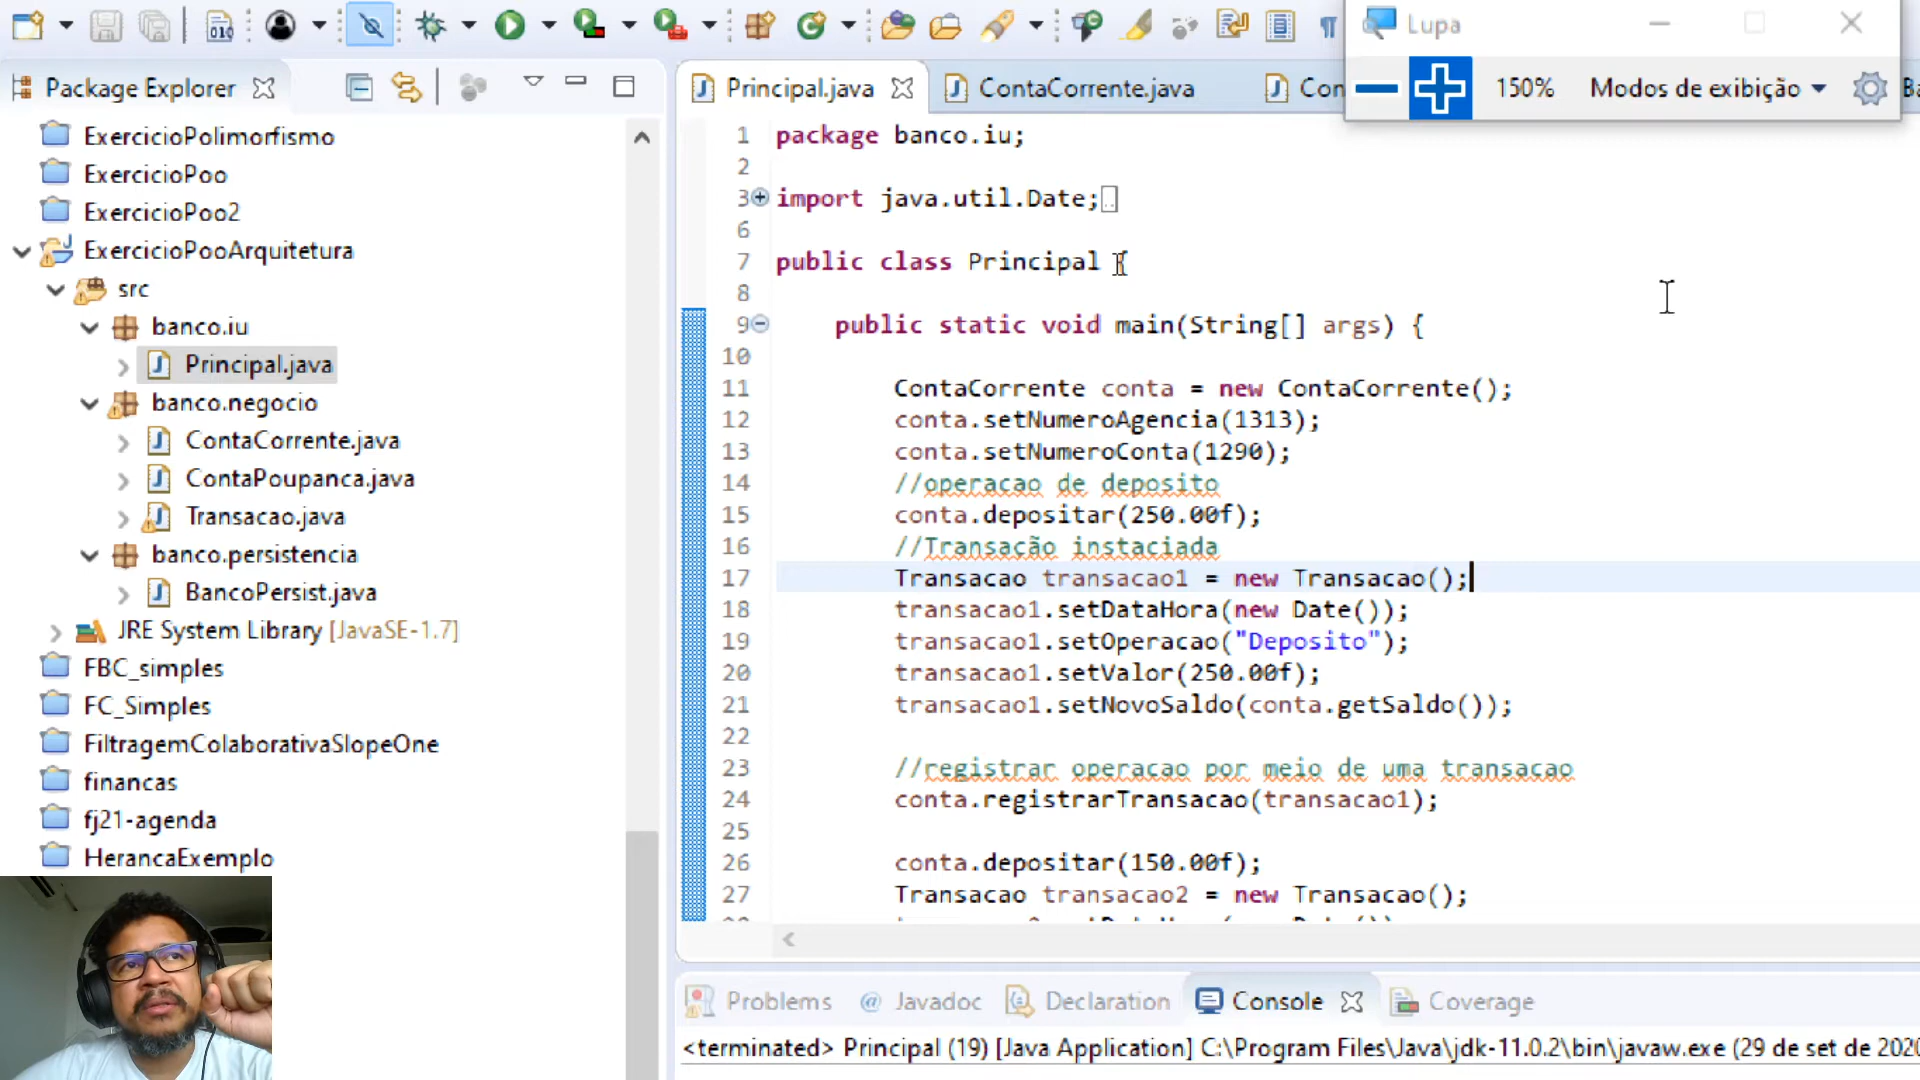 Lupa
150% Modos de exibição
Package Explorer
ExercicioPolimorfismo
ExercicioPoo
ExercicioPoo2
ExercicioPooArquitetura
src
banco.iu
Principal.java
banco.negocio
ContaCorrente.java
ContaPoupanca.java
Transacao.java
banco.persistencia
BancoPersist.java
JRE System Library [JavaSE-1.7]
FBC_simples
FC_Simples
FiltragemColaborativaSlopeOne
financas
fj21-agenda
HerancaExemplo
Principal.java ContaCorrente.java Con
1 package banco.iu;
2
3 import java.util.Date;
6
7 public class Principal {
8
9 public static void main(String[] args) {
10
11 ContaCorrente conta = new ContaCorrente();
12 conta.setNumeroAgencia(1313);
13 conta.setNumeroConta(1290);
14 //operacao de deposito
15 conta.depositar(250.00f);
16 //Transação instaciada
17 Transacao transacao1 = new Transacao();
18 transacao1.setDataHora(new Date());
19 transacao1.setOperacao("Deposito");
20 transacao1.setValor(250.00f);
21 transacao1.setNovoSaldo(conta.getSaldo());
22
23 //registrar operacao por meio de uma transacao
24 conta.registrarTransacao(transacao1);
25
26 conta.depositar(150.00f);
27 Transacao transacao2 = new Transacao();
Problems @ Javadoc Declaration Console Coverage
<terminated> Principal (19) [Java Application] C:\Program Files\Java\jdk-11.0.2\bin\javaw.exe (29 de set de 2020